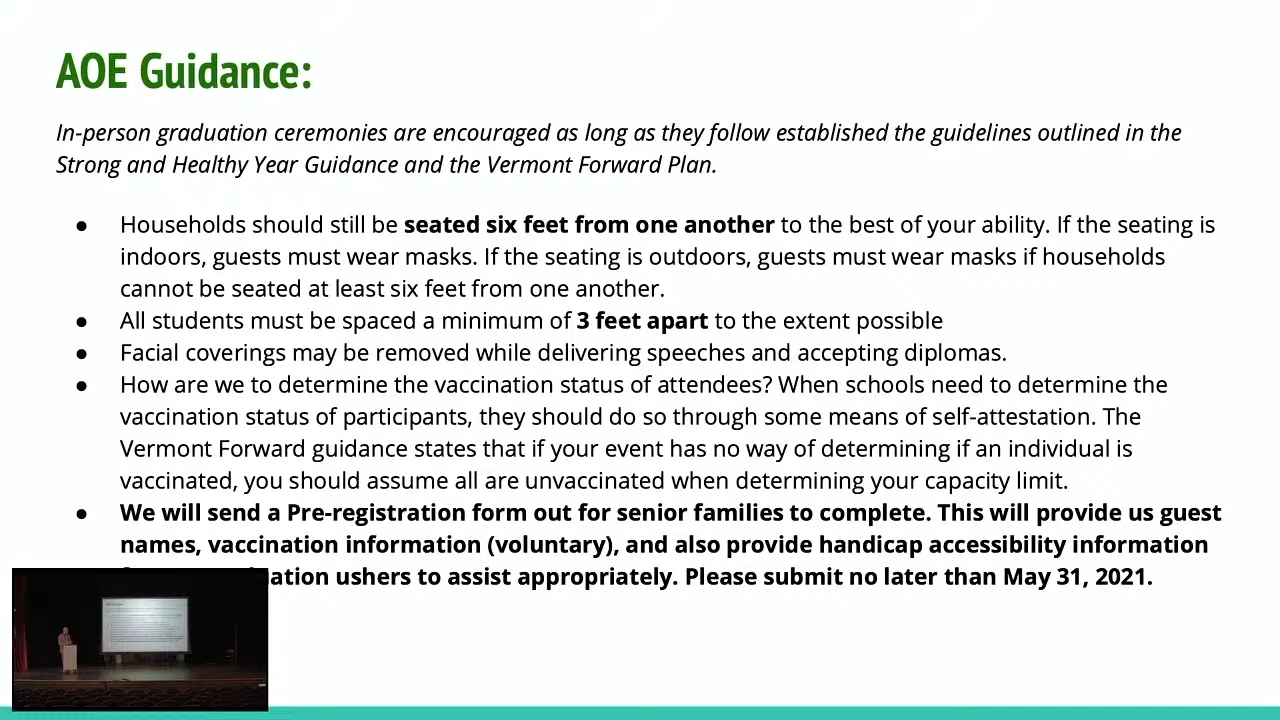 AOE Guidance:
In-person graduation ceremonies are encouraged as long as they follow established the guidelines outlined in the
Strong and Healthy Year Guidance and the Vermont Forward Plan.
● Households should still be seated six feet from one another to the best of your ability. If the seating is
indoors, guests must wear masks. If the seating is outdoors, guests must wear masks if households
cannot be seated at least six feet from one another.
● All students must be spaced a minimum of 3 feet apart to the extent possible
● Facial coverings may be removed while delivering speeches and accepting diplomas.
● How are we to determine the vaccination status of attendees? When schools need to determine the
vaccination status of participants, they should do so through some means of self-attestation. The
Vermont Forward guidance states that if your event has no way of determining if an individual is
vaccinated, you should assume all are unvaccinated when determining your capacity limit.
● We will send a Pre-registration form out for senior families to complete. This will provide us guest
names, vaccination information (voluntary), and also provide handicap accessibility information
ushers to assist appropriately. Please submit no later than May 31, 2021.